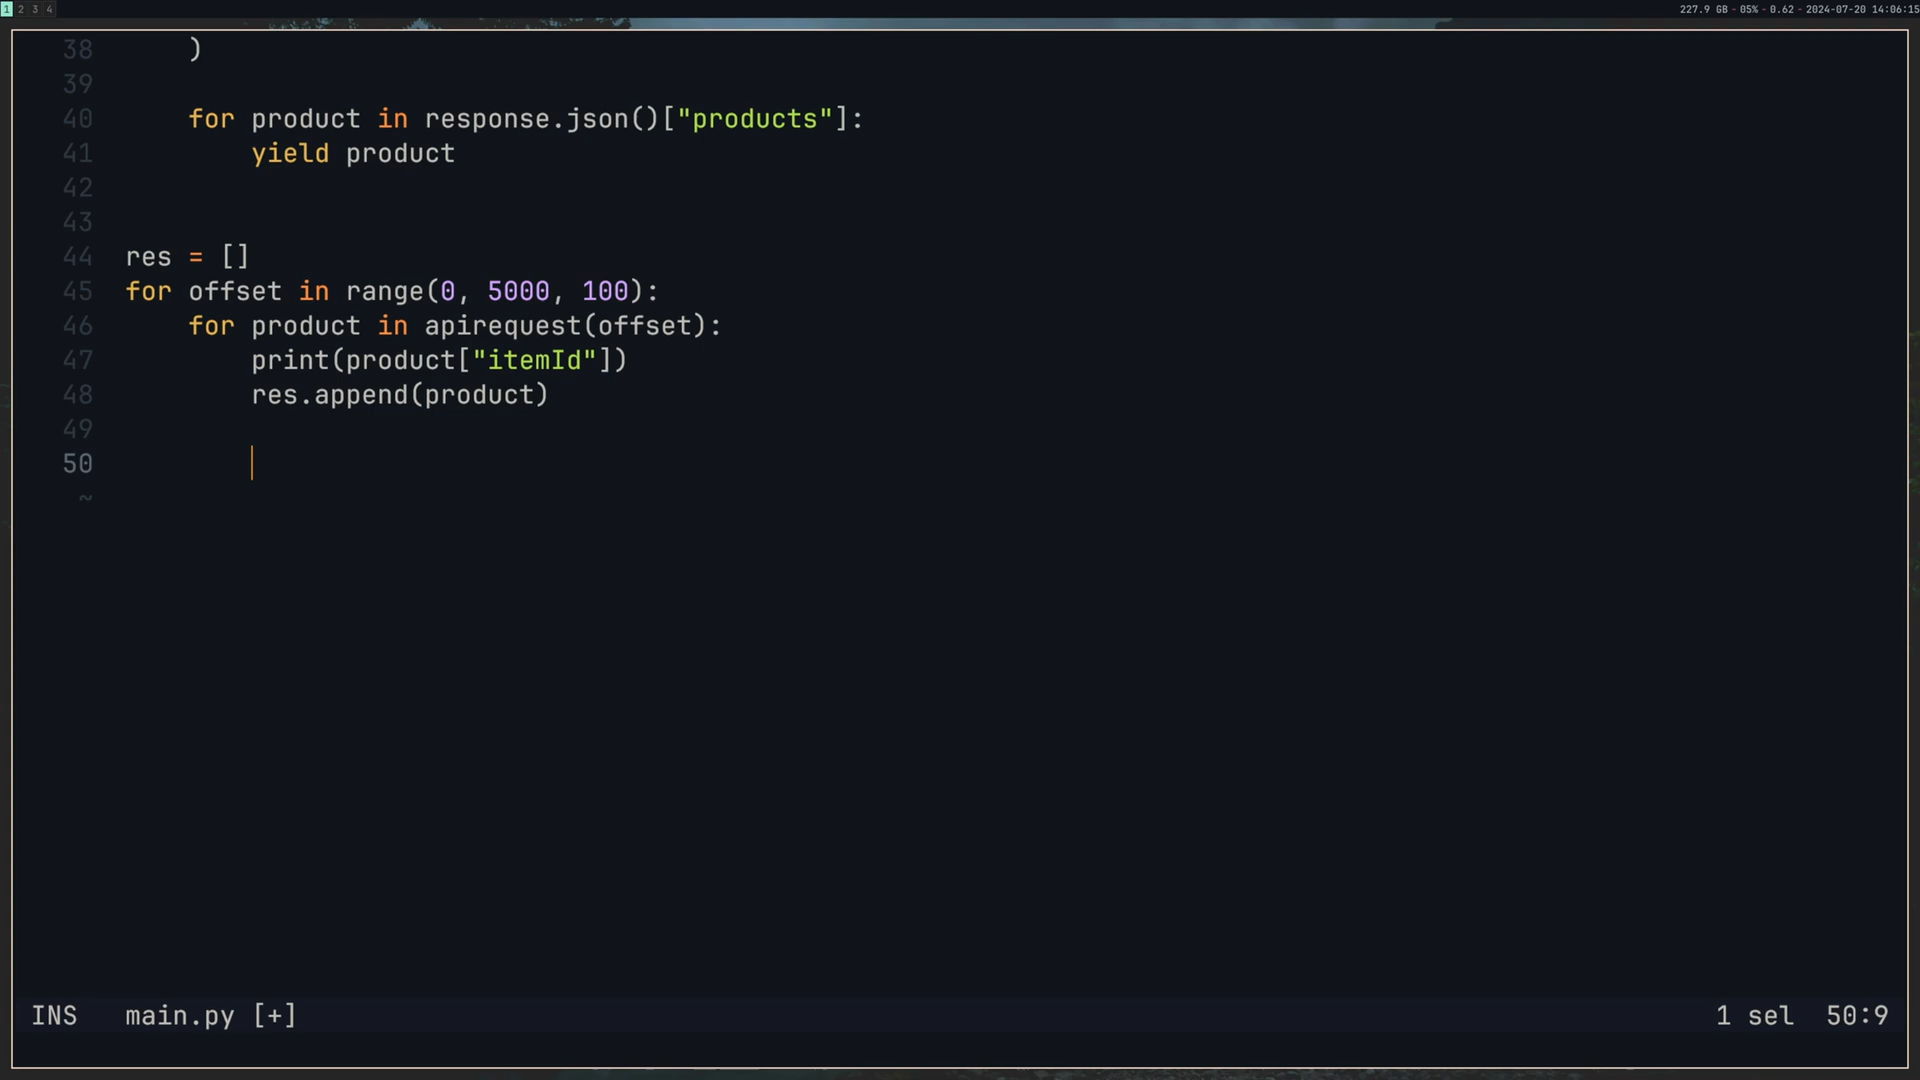 1 2 3 4
227.9 GB - 05% - 0.62 - 2024-07-20 14:06:15
38     )
39
40     for product in response.json()["products"]:
41         yield product
42
43
44 res = []
45 for offset in range(0, 5000, 100):
46     for product in apirequest(offset):
47         print(product["itemId"])
48         res.append(product)
49
50
~
INS main.py [+] 1 sel 50:9